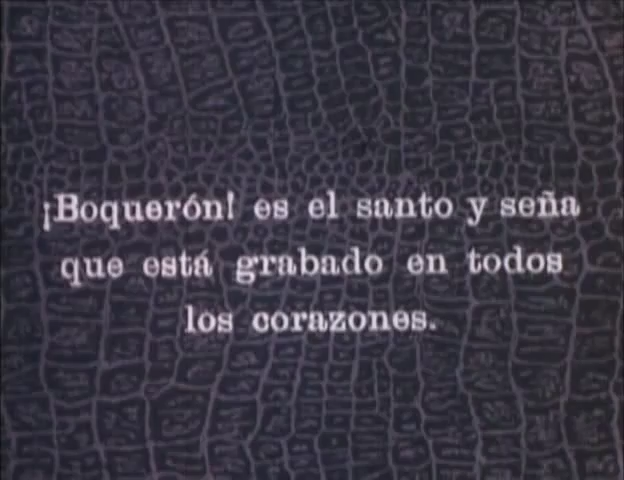 ¡Boquerón! es el santo y seña
que está grabado en todos
los corazones.